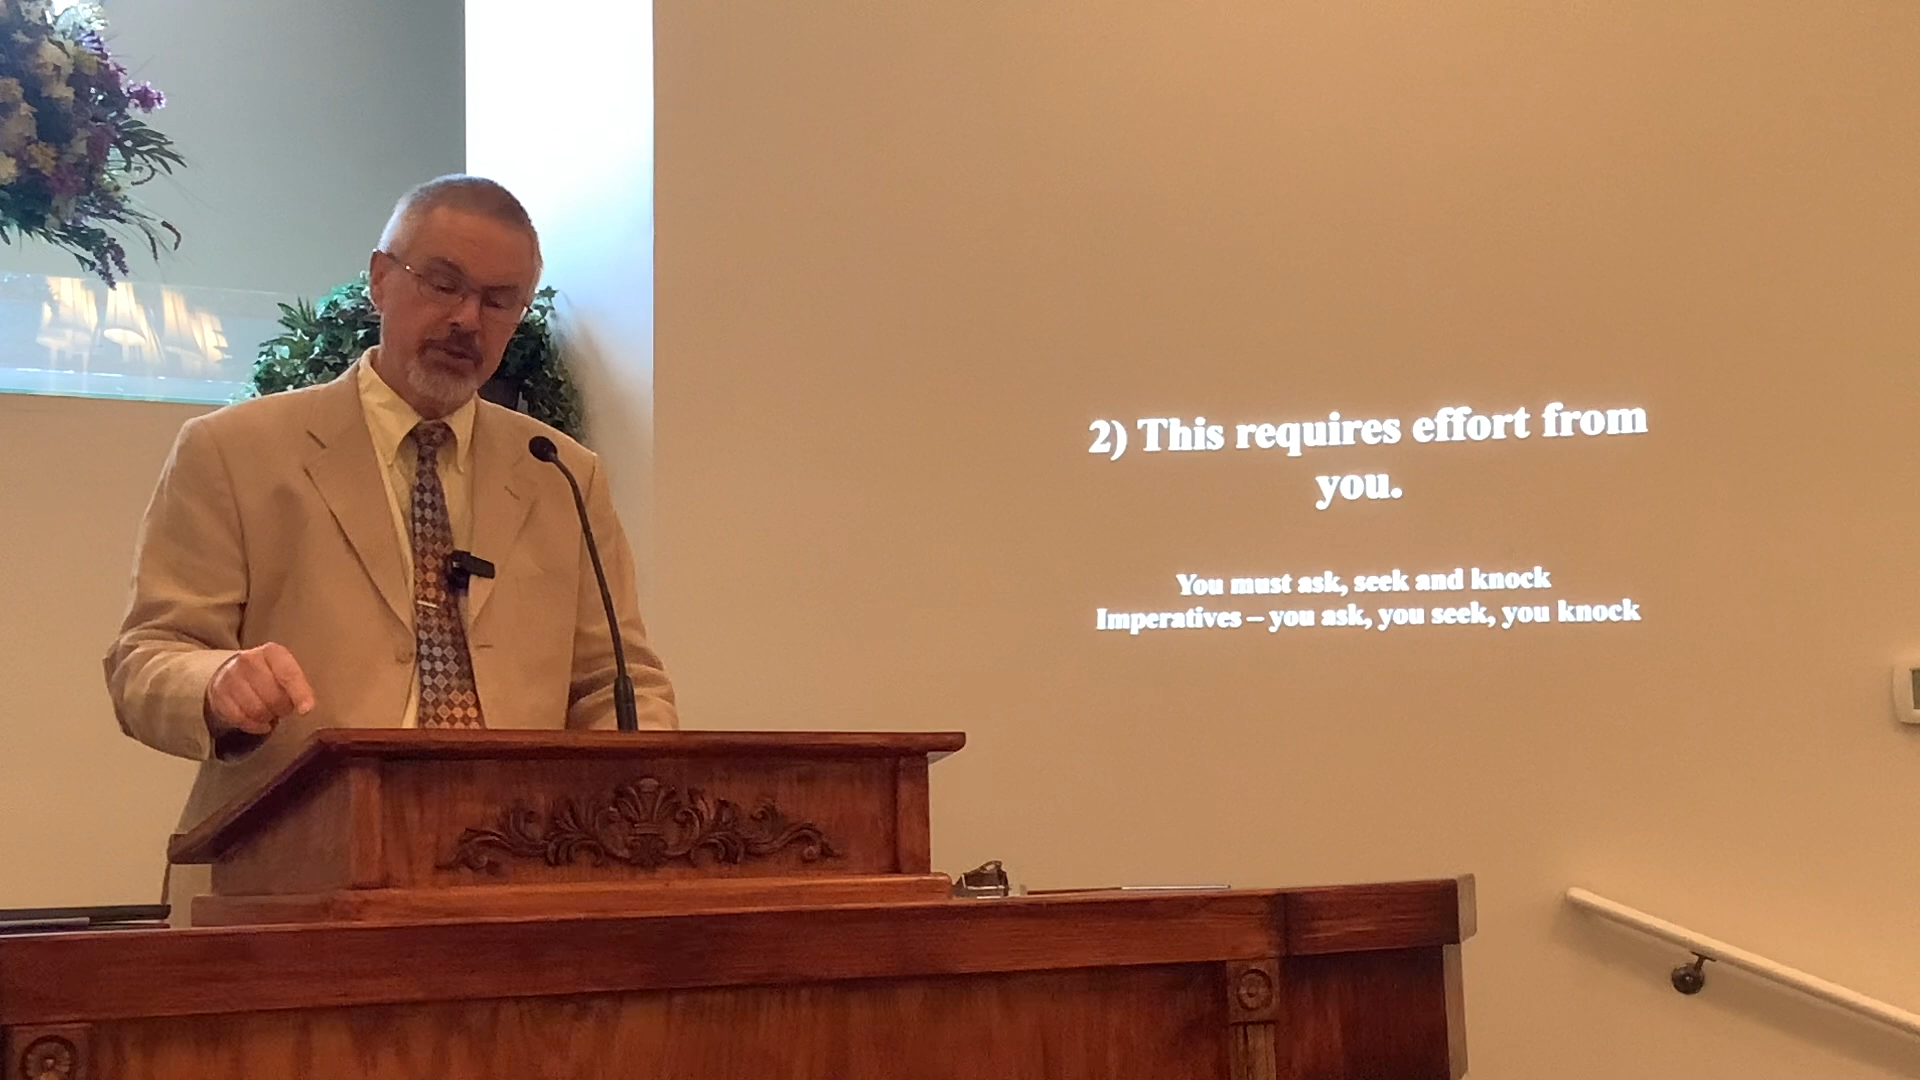 2) This requires effort from
you.
You must ask, seek and knock
Imperatives – you ask, you seek, you knock